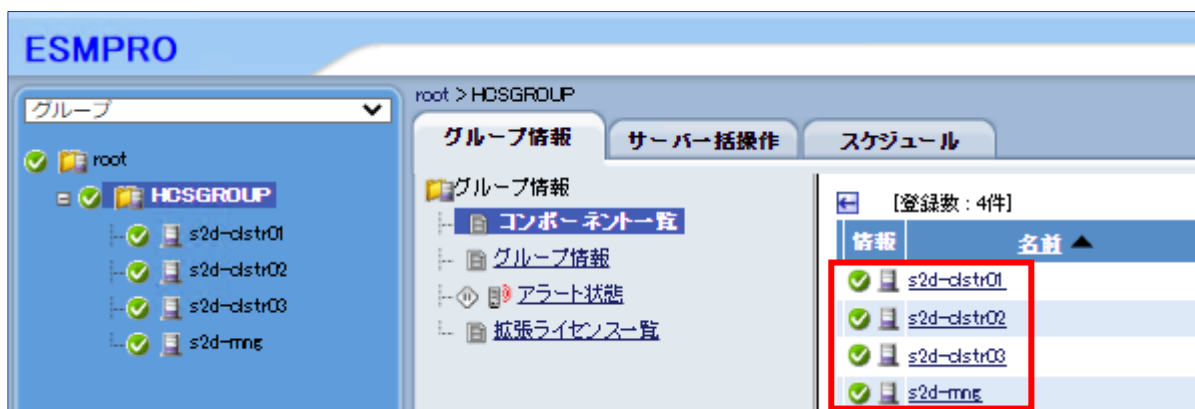 ESMPRO
グループ
root
HCSGROUP
s2d-clstr01
s2d-clstr02
s2d-clstr03
s2d-mng
root > HCSGROUP
グループ情報
サーバー括操作
スケジュール
グループ情報
コンポーネント一覧
グループ情報
アラート状態
拡張ライセンス一覧
[登録数 : 4件]
情報
名前 ▲
s2d-clstr01
s2d-clstr02
s2d-clstr03
s2d-mng